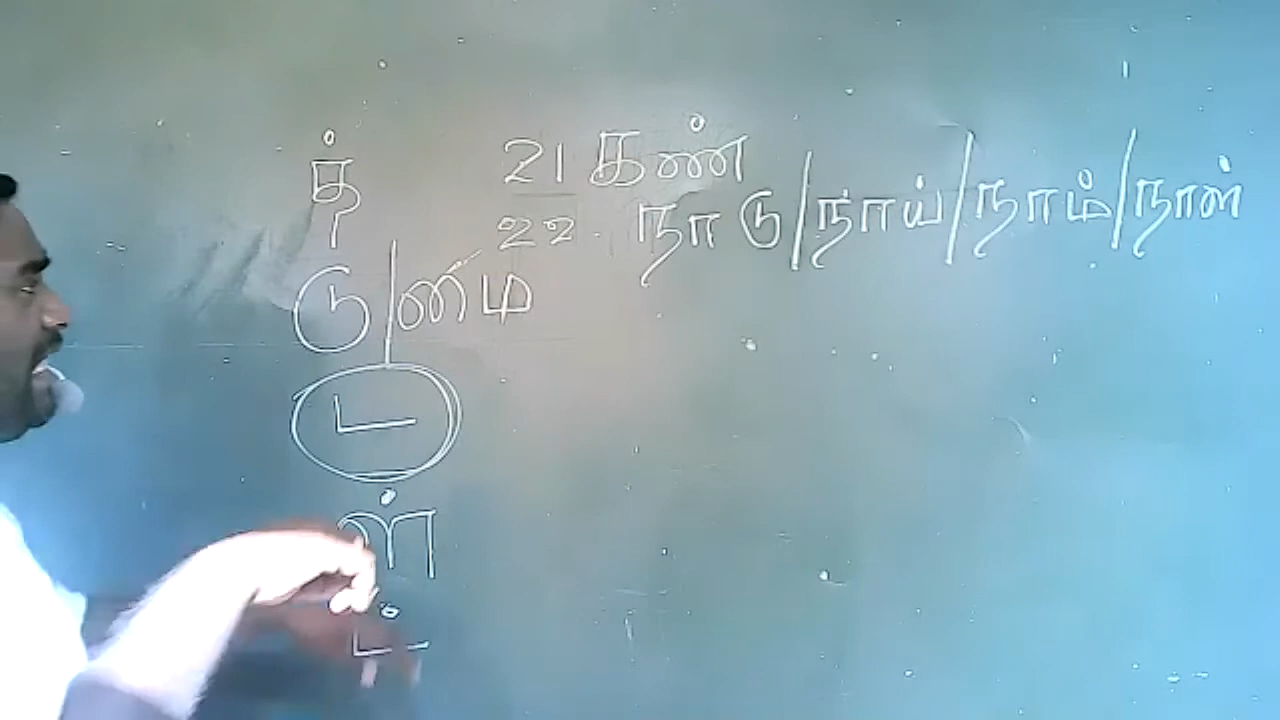 த்
டு/மை
ட
ள்
ட்
21 கண்
22. நாடு/நாய்/நாம்/நான்